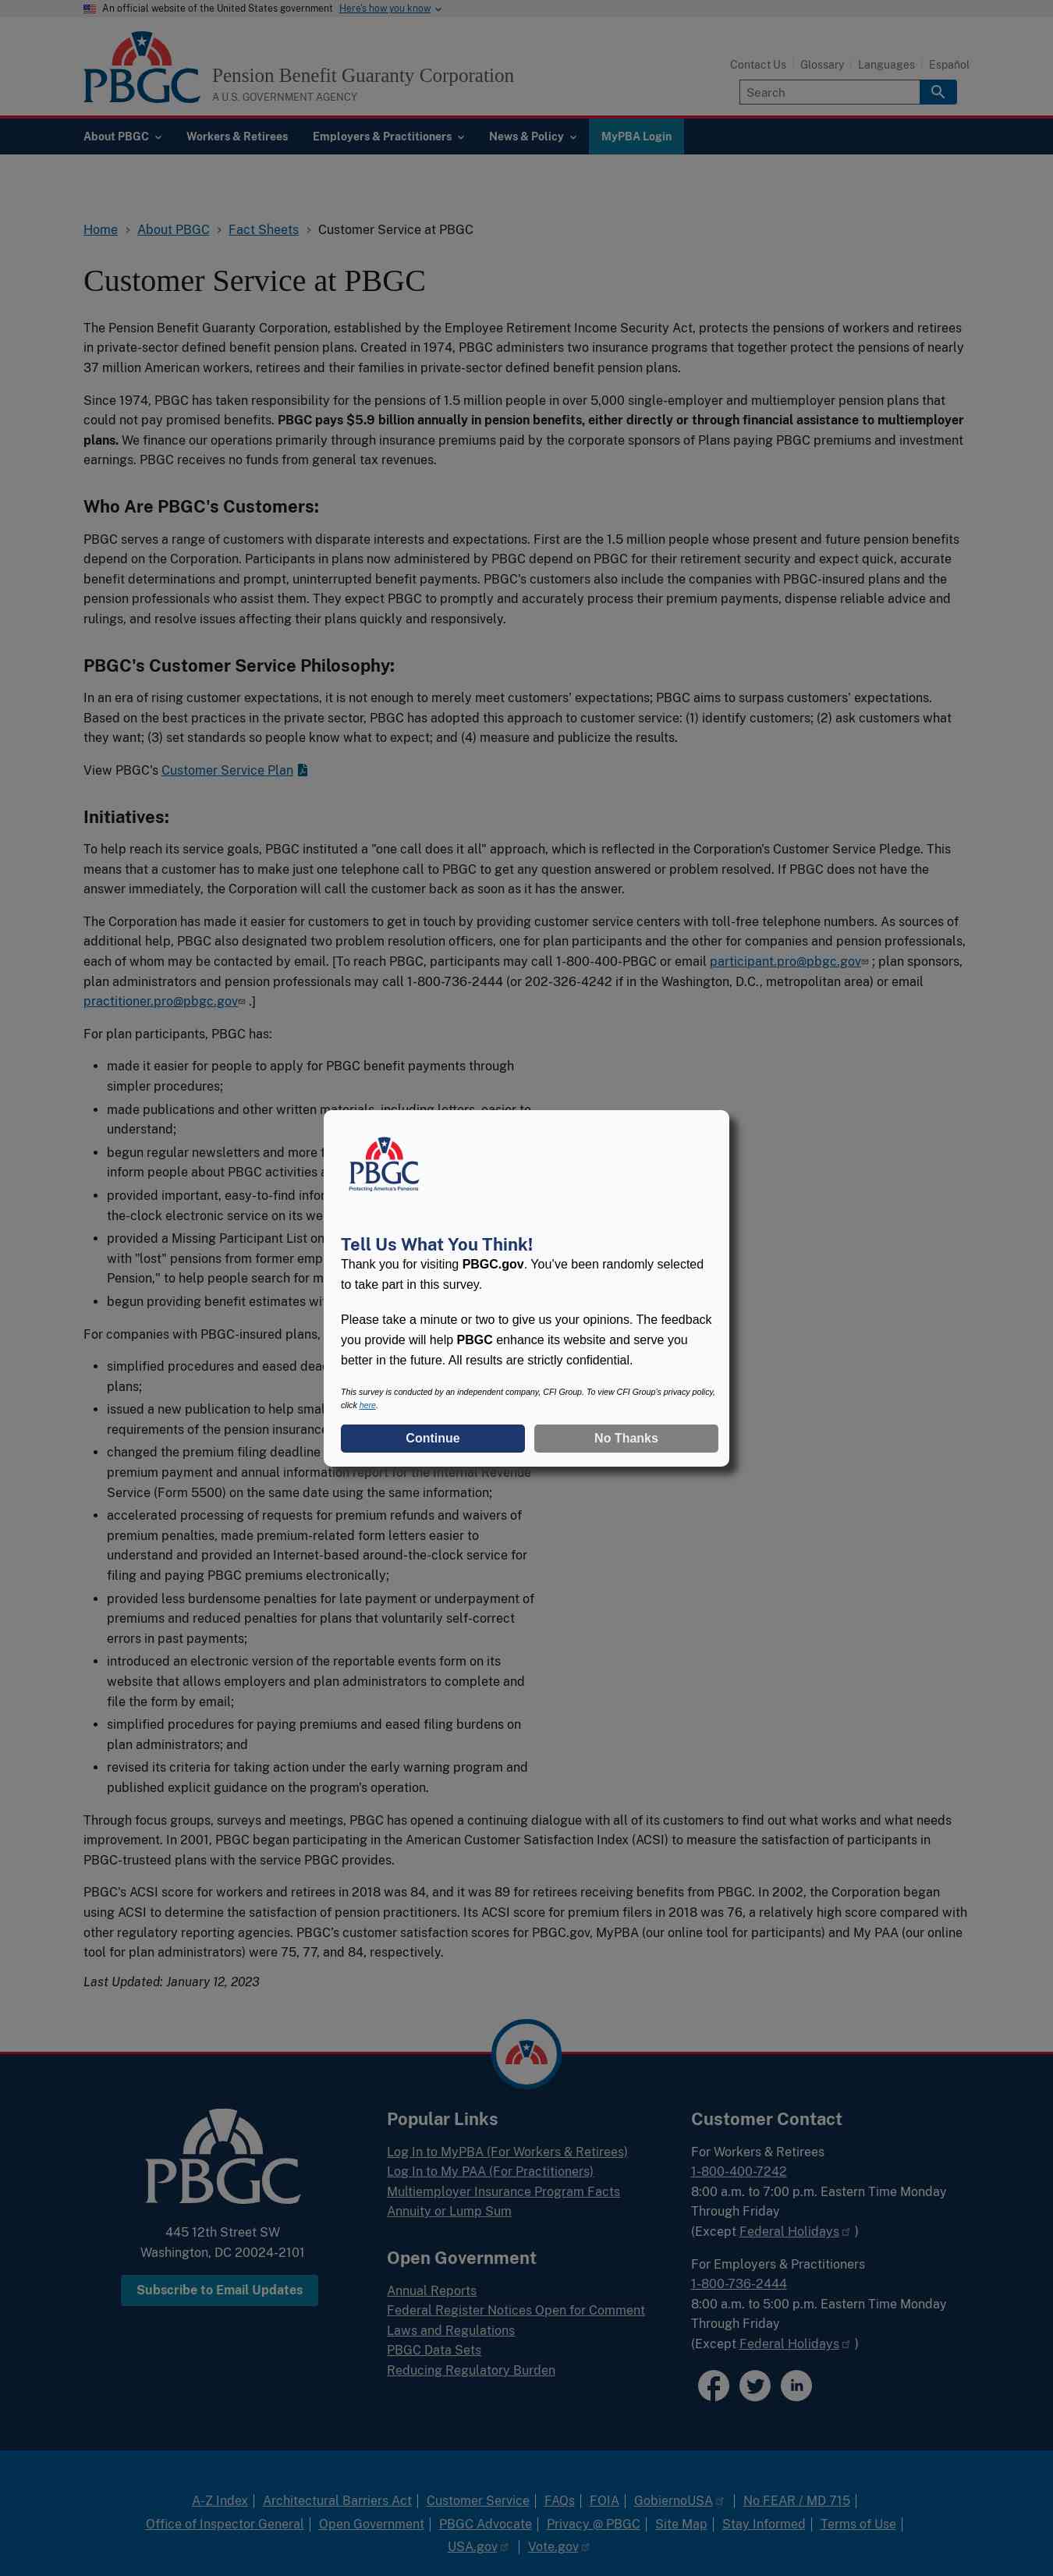 An official website of the United States government Here's how you know
PBGC
Pension Benefit Guaranty Corporation
A U.S. GOVERNMENT AGENCY
Contact Us Glossary Languages Español
Search
About PBGC Workers & Retirees Employers & Practitioners News & Policy MyPBA Login
Home > About PBGC > Fact Sheets > Customer Service at PBGC
Customer Service at PBGC
The Pension Benefit Guaranty Corporation, established by the Employee Retirement Income Security Act, protects the pensions of workers and retirees
in private-sector defined benefit pension plans. Created in 1974, PBGC administers two insurance programs that together protect the pensions of nearly
37 million American workers, retirees and their families in private-sector defined benefit pension plans.
Since 1974, PBGC has taken responsibility for the pensions of 1.5 million people in over 5,000 single-employer and multiemployer pension plans that
could not pay promised benefits. PBGC pays $5.9 billion annually in pension benefits, either directly or through financial assistance to multiemployer
plans. We finance our operations primarily through insurance premiums paid by the corporate sponsors of Plans paying PBGC premiums and investment
earnings. PBGC receives no funds from general tax revenues.
Who Are PBGC's Customers:
PBGC serves a range of customers with disparate interests and expectations. First are the 1.5 million people whose present and future pension benefits
depend on the Corporation. Participants in plans now administered by PBGC depend on PBGC for their retirement security and expect quick, accurate
benefit determinations and prompt, uninterrupted benefit payments. PBGC's customers also include the companies with PBGC-insured plans and the
pension professionals who assist them. They expect PBGC to promptly and accurately process their premium payments, dispense reliable advice and
rulings, and resolve issues affecting their plans quickly and responsively.
PBGC's Customer Service Philosophy:
In an era of rising customer expectations, it is not enough to merely meet customers' expectations; PBGC aims to surpass customers' expectations.
Based on the best practices in the private sector, PBGC has adopted this approach to customer service: (1) identify customers; (2) ask customers what
they want; (3) set standards so people know what to expect; and (4) measure and publicize the results.
View PBGC's Customer Service Plan
Initiatives:
To help reach its service goals, PBGC instituted a "one call does it all" approach, which is reflected in the Corporation's Customer Service Pledge. This
means that a customer has to make just one telephone call to PBGC to get any question answered or problem resolved. If PBGC does not have the
answer immediately, the Corporation will call the customer back as soon as it has the answer.
The Corporation has made it easier for customers to get in touch by providing customer service centers with toll-free telephone numbers. As sources of
additional help, PBGC also designated two problem resolution officers, one for plan participants and the other for companies and pension professionals,
each of whom may be contacted by email. [To reach PBGC, participants may call 1-800-400-PBGC or email participant.pro@pbgc.gov ; plan sponsors,
plan administrators and pension professionals may call 1-800-736-2444 (or 202-326-4242 if in the Washington, D.C., metropolitan area) or email
practitioner.pro@pbgc.gov .]
For plan participants, PBGC has:
• made it easier for people to apply for PBGC benefit payments through
simpler procedures;
• made publications and other written materials, including letters, easier to
understand;
• begun regular newsletters and more
inform people about PBGC activities
• provided important, easy-to-find
the-clock electronic service on its
• provided a Missing Participant List on
with "lost" pensions from former
Pension," to help people search for
• begun providing benefit estimates
For companies with PBGC-insured plans,
• simplified procedures and eased
plans;
• issued a new publication to help
requirements of the pension insurance
• changed the premium filing deadline
premium payment and annual information report for the Internal Revenue
Service (Form 5500) on the same date using the same information;
• accelerated processing of requests for premium refunds and waivers of
premium penalties, made premium-related form letters easier to
understand and provided an Internet-based around-the-clock service for
filing and paying PBGC premiums electronically;
• provided less burdensome penalties for late payment or underpayment of
premiums and reduced penalties for plans that voluntarily self-correct
errors in past payments;
• introduced an electronic version of the reportable events form on its
website that allows employers and plan administrators to complete and
file the form by email;
• simplified procedures for paying premiums and eased filing burdens on
plan administrators; and
• revised its criteria for taking action under the early warning program and
published explicit guidance on the program's operation.
PBGC
Protecting America's Pensions
Tell Us What You Think!
Thank you for visiting PBGC.gov. You've been randomly selected
to take part in this survey.
Please take a minute or two to give us your opinions. The feedback
you provide will help PBGC enhance its website and serve you
better in the future. All results are strictly confidential.
This survey is conducted by an independent company, CFI Group. To view CFI Group's privacy policy,
click here.
Continue No Thanks
Through focus groups, surveys and meetings, PBGC has opened a continuing dialogue with all of its customers to find out what works and what needs
improvement. In 2001, PBGC began participating in the American Customer Satisfaction Index (ACSI) to measure the satisfaction of participants in
PBGC-trusteed plans with the service PBGC provides.
PBGC's ACSI score for workers and retirees in 2018 was 84, and it was 89 for retirees receiving benefits from PBGC. In 2002, the Corporation began
using ACSI to determine the satisfaction of pension practitioners. Its ACSI score for premium filers in 2018 was 76, a relatively high score compared with
other regulatory reporting agencies. PBGC's customer satisfaction scores for PBGC.gov, MyPBA (our online tool for participants) and My PAA (our online
tool for plan administrators) were 75, 77, and 84, respectively.
Last Updated: January 12, 2023
PBGC
445 12th Street SW
Washington, DC 20024-2101
Subscribe to Email Updates
Popular Links
Log In to MyPBA (For Workers & Retirees)
Log In to My PAA (For Practitioners)
Multiemployer Insurance Program Facts
Annuity or Lump Sum
Open Government
Annual Reports
Federal Register Notices Open for Comment
Laws and Regulations
PBGC Data Sets
Reducing Regulatory Burden
Customer Contact
For Workers & Retirees
1-800-400-7242
8:00 a.m. to 7:00 p.m. Eastern Time Monday
Through Friday
(Except Federal Holidays )
For Employers & Practitioners
1-800-736-2444
8:00 a.m. to 5:00 p.m. Eastern Time Monday
Through Friday
(Except Federal Holidays )
in
A-Z Index | Architectural Barriers Act | Customer Service | FAQs | FOIA | GobiernoUSA | No FEAR / MD 715 |
Office of Inspector General | Open Government | PBGC Advocate | Privacy @ PBGC | Site Map | Stay Informed | Terms of Use |
USA.gov | Vote.gov